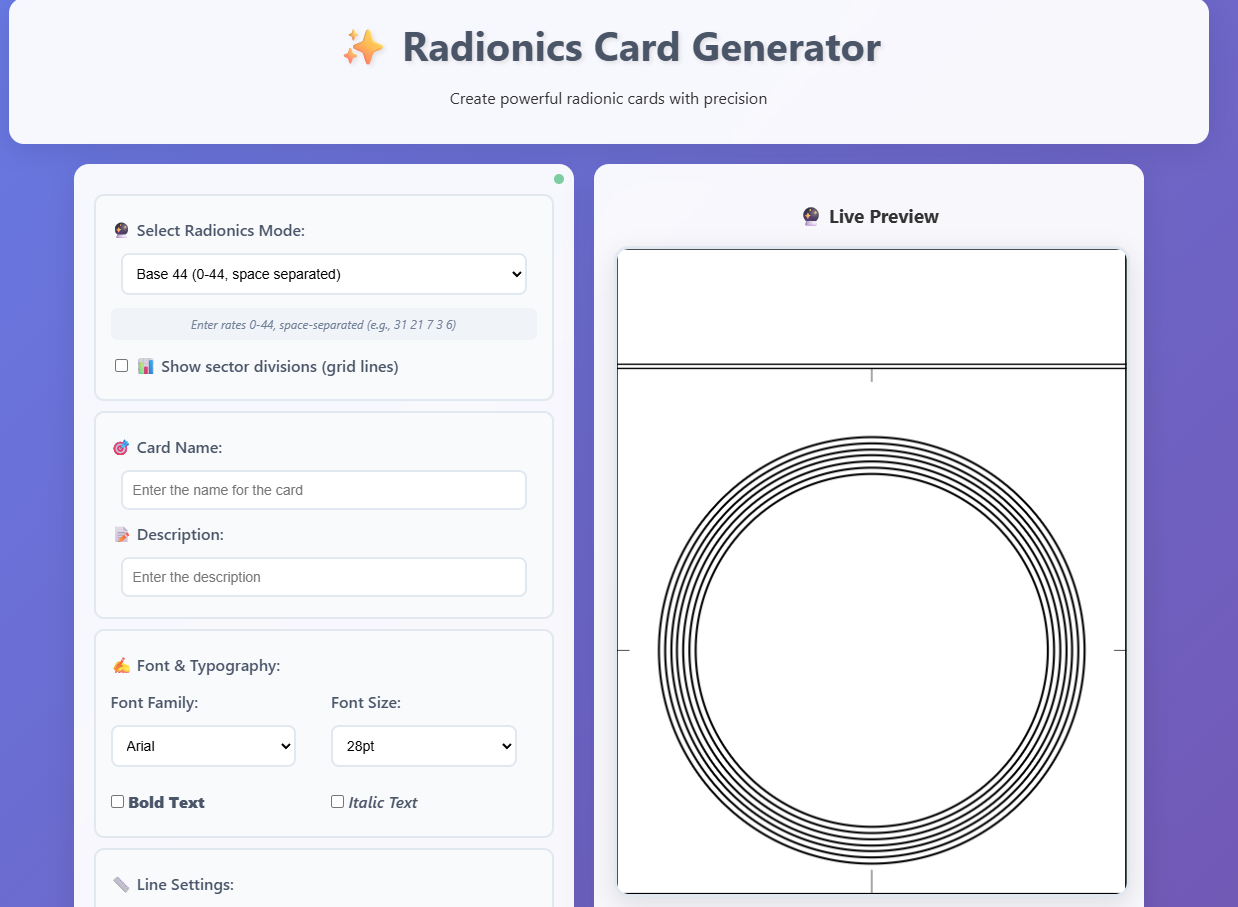 ✨ Radionics Card Generator
Create powerful radionic cards with precision
🔮 Select Radionics Mode:
Base 44 (0-44, space separated)
Enter rates 0-44, space-separated (e.g., 31 21 7 3 6)
📊 Show sector divisions (grid lines)
🎯 Card Name:
Enter the name for the card
📝 Description:
Enter the description
✍️ Font & Typography:
Font Family:
Font Size:
Arial
28pt
Bold Text
Italic Text
📏 Line Settings:
🔮 Live Preview